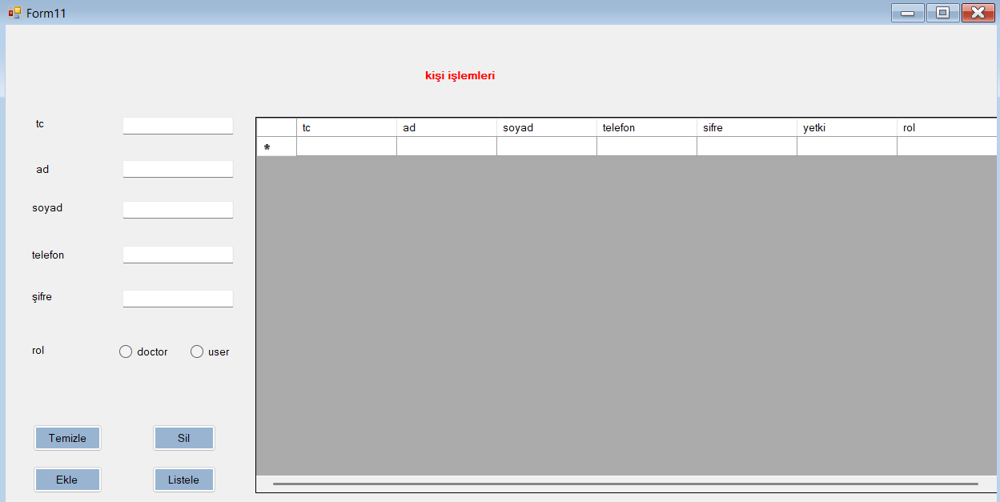 Form11
kişi işlemleri
tc
ad
soyad
telefon
şifre
rol doctor user
Temizle Sil
Ekle Listele
tc ad soyad telefon sifre yetki rol
*